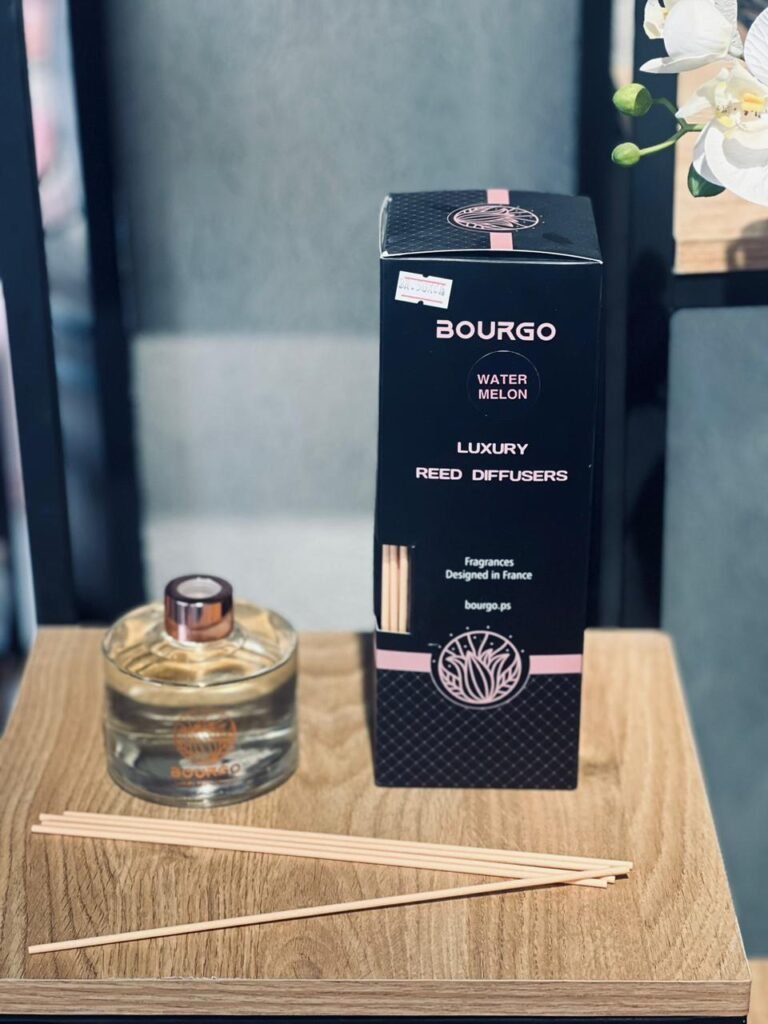 BOURGO
WATER
MELON
LUXURY
REED DIFFUSERS
Fragrances
Designed in France
bourgo.ps
BOURGO